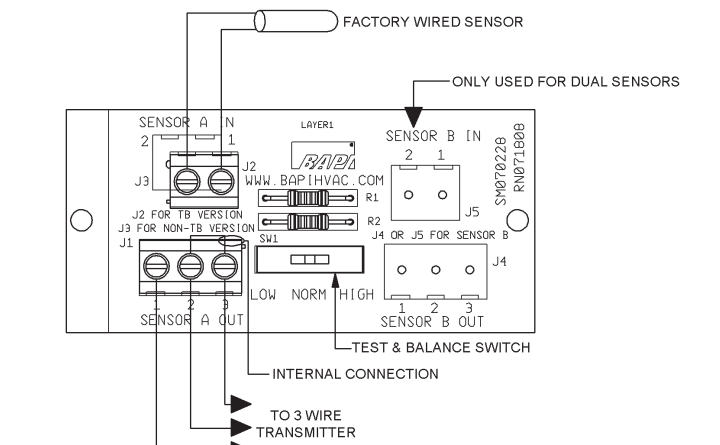 FACTORY WIRED SENSOR
ONLY USED FOR DUAL SENSORS
SENSOR A IN
2 1
LAYER1
SENSOR B IN
2 1
SM070228
RN071808
BAPI
J2
J3
WWW.BAPIHVAC.COM
R1
J5
J2 FOR TB VERSION
R2
J3 FOR NON-TB VERSION
J4 OR J5 FOR SENSOR B
J1
SW1
J4
LOW NORM HIGH
1 2 3
1 2 3
SENSOR A OUT
SENSOR B OUT
TEST & BALANCE SWITCH
INTERNAL CONNECTION
TO 3 WIRE
TRANSMITTER